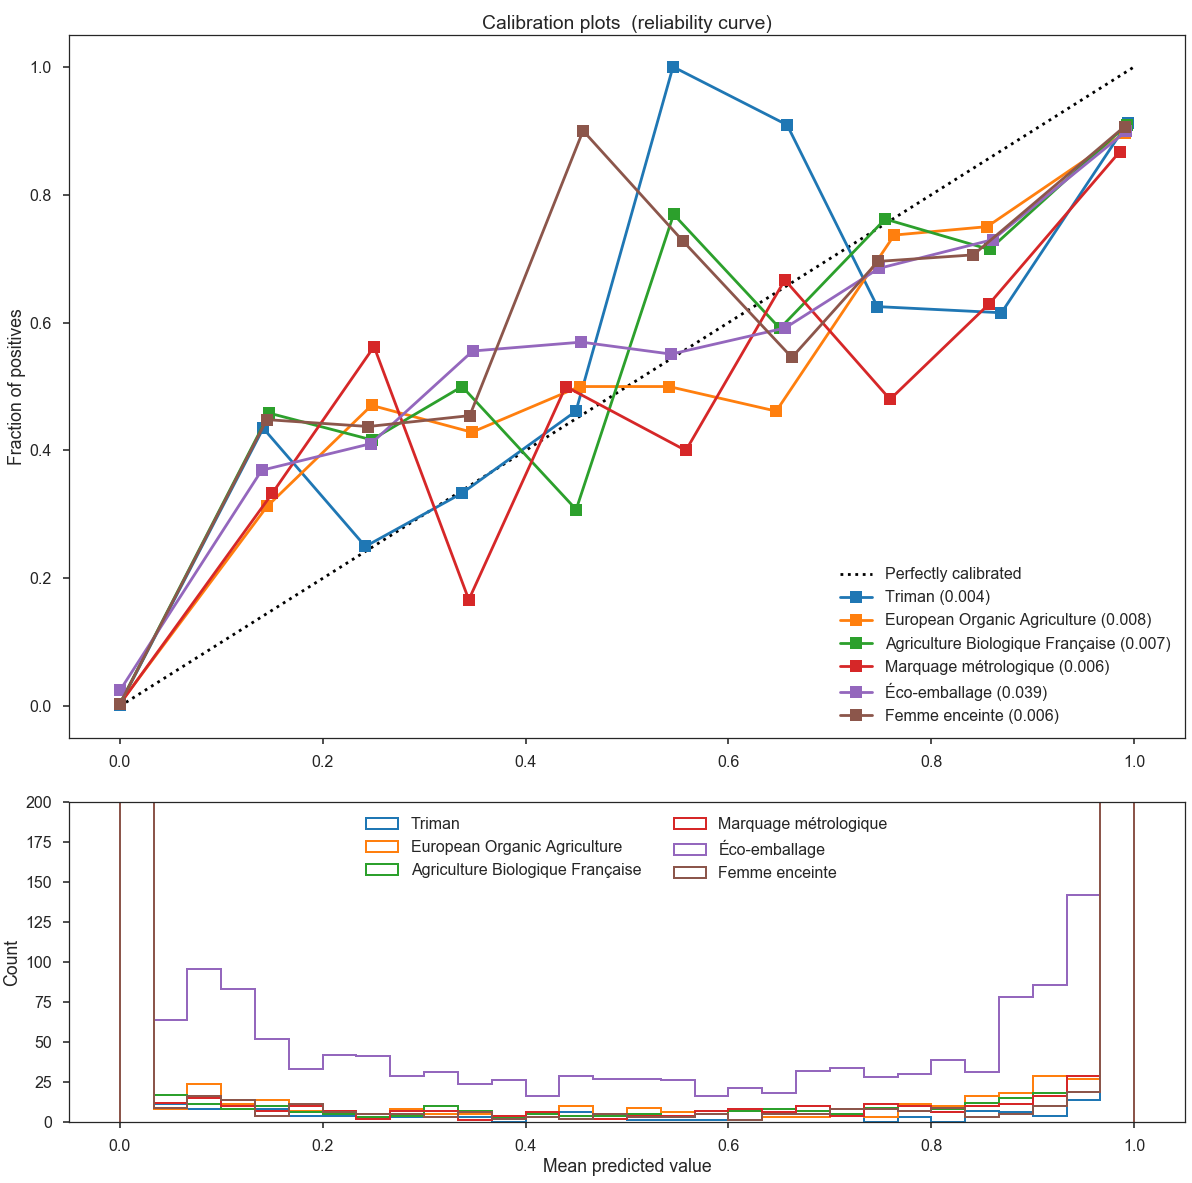 Calibration plots  (reliability curve)
1.0
0.8
0.6
0.4
0.2
0.0
Fraction of positives
Perfectly calibrated
Triman (0.004)
European Organic Agriculture (0.008)
Agriculture Biologique Française (0.007)
Marquage métrologique (0.006)
Éco-emballage (0.039)
Femme enceinte (0.006)
0.0 0.2 0.4 0.6 0.8 1.0
200
175
150
125
100
75
50
25
0
Count
Triman
European Organic Agriculture
Agriculture Biologique Française
Marquage métrologique
Éco-emballage
Femme enceinte
0.0 0.2 0.4 0.6 0.8 1.0
Mean predicted value